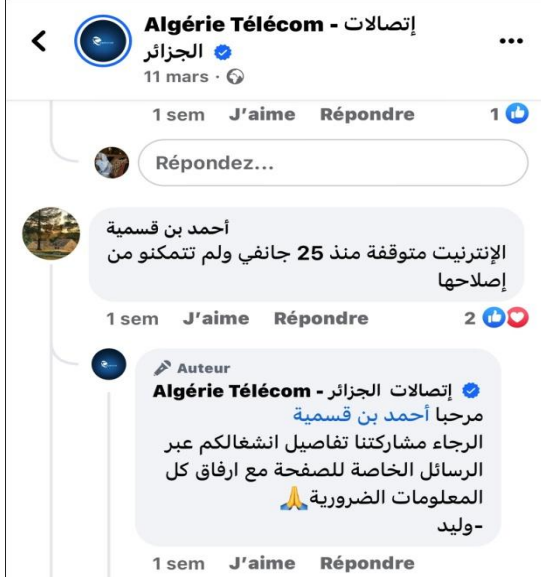 Algérie Télécom - إتصالات
الجزائر
11 mars
1 sem J’aime Répondre 1
Répondez...
أحمد بن قسمية
الإنترنيت متوقفة منذ 25 جانفي ولم تتمكنو من
إصلاحها
1 sem J’aime Répondre 2
Auteur
Algérie Télécom - إتصالات الجزائر
مرحبا أحمد بن قسمية
الرجاء مشاركتنا تفاصيل انشغالكم عبر
الرسائل الخاصة للصفحة مع ارفاق كل
المعلومات الضرورية🙏
-وليد
1 sem J’aime Répondre